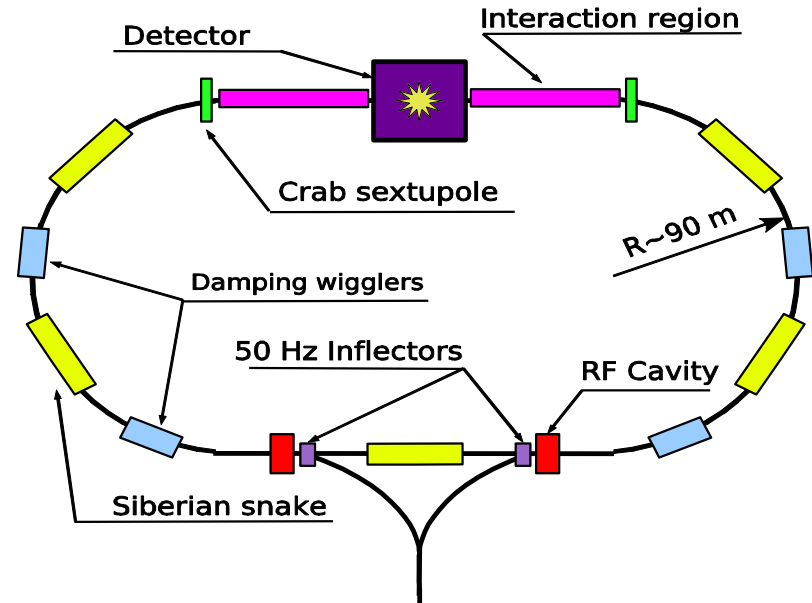 Interaction region
Detector
Crab sextupole
R~90 m
Damping wigglers
50 Hz Inflectors
RF Cavity
Siberian snake